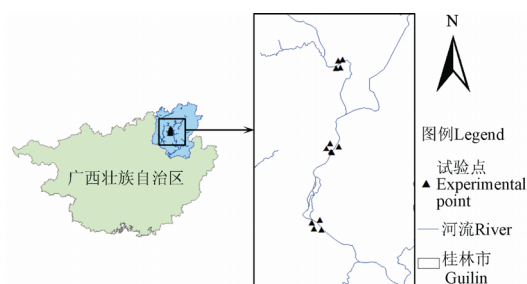 广西壮族自治区
N
图例Legend
试验点
Experimental
point
河流River
桂林市
Guilin